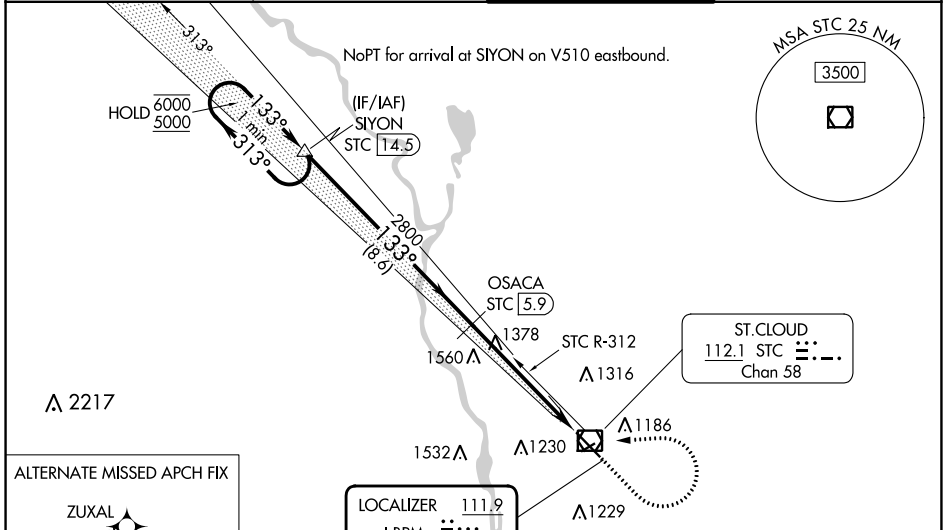 MSA STC 25 NM
3500
NoPT for arrival at SIYON on V510 eastbound.
313°
HOLD 6000
5000
133°
1 min
313°
(IF/IAF)
SIYON
STC 14.5
2800
133°
(8.6)
OSACA
STC 5.9
1378
1560
STC R-312
1316
ST.CLOUD
112.1 STC
Chan 58
2217
1532
1230
1186
1229
ALTERNATE MISSED APCH FIX
ZUXAL
LOCALIZER 111.9